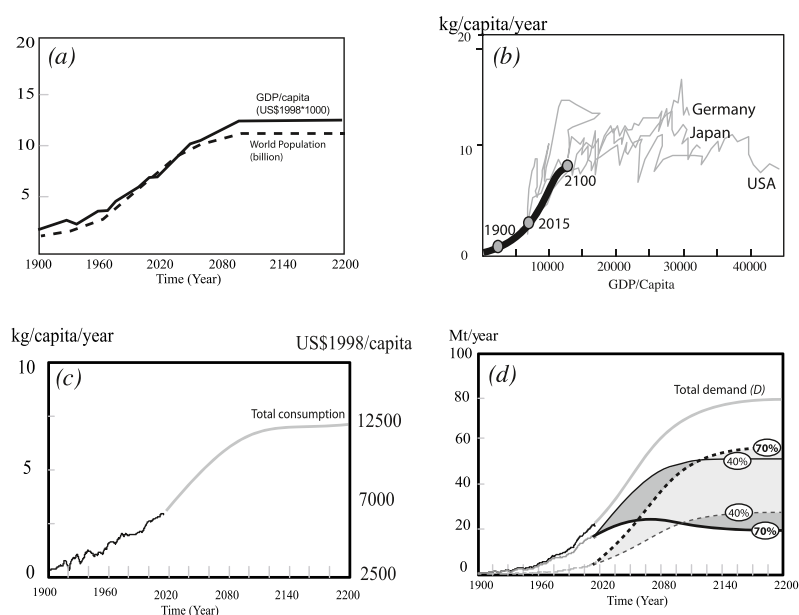 20
(a)
GDP/capita
(US$1998*1000)
15
10
World Population
(billion)
5
1900 1960 2020 2080 2140 2200
Time (Year)
kg/capita/year
20
(b)
Germany
Japan
10
USA
2100
1900
2015
0
10000 20000 30000 40000
GDP/Capita
kg/capita/year
US$1998/capita
10
(c)
Total consumption
12500
5
7000
0
2500
1900 1960 2020 2080 2140 2200
Time (Year)
Mt/year
100
(d)
Total demand (D)
80
60
70%
40%
40
40%
20
70%
0
1900 1960 2020 2080 2140 2200
Time (Year)